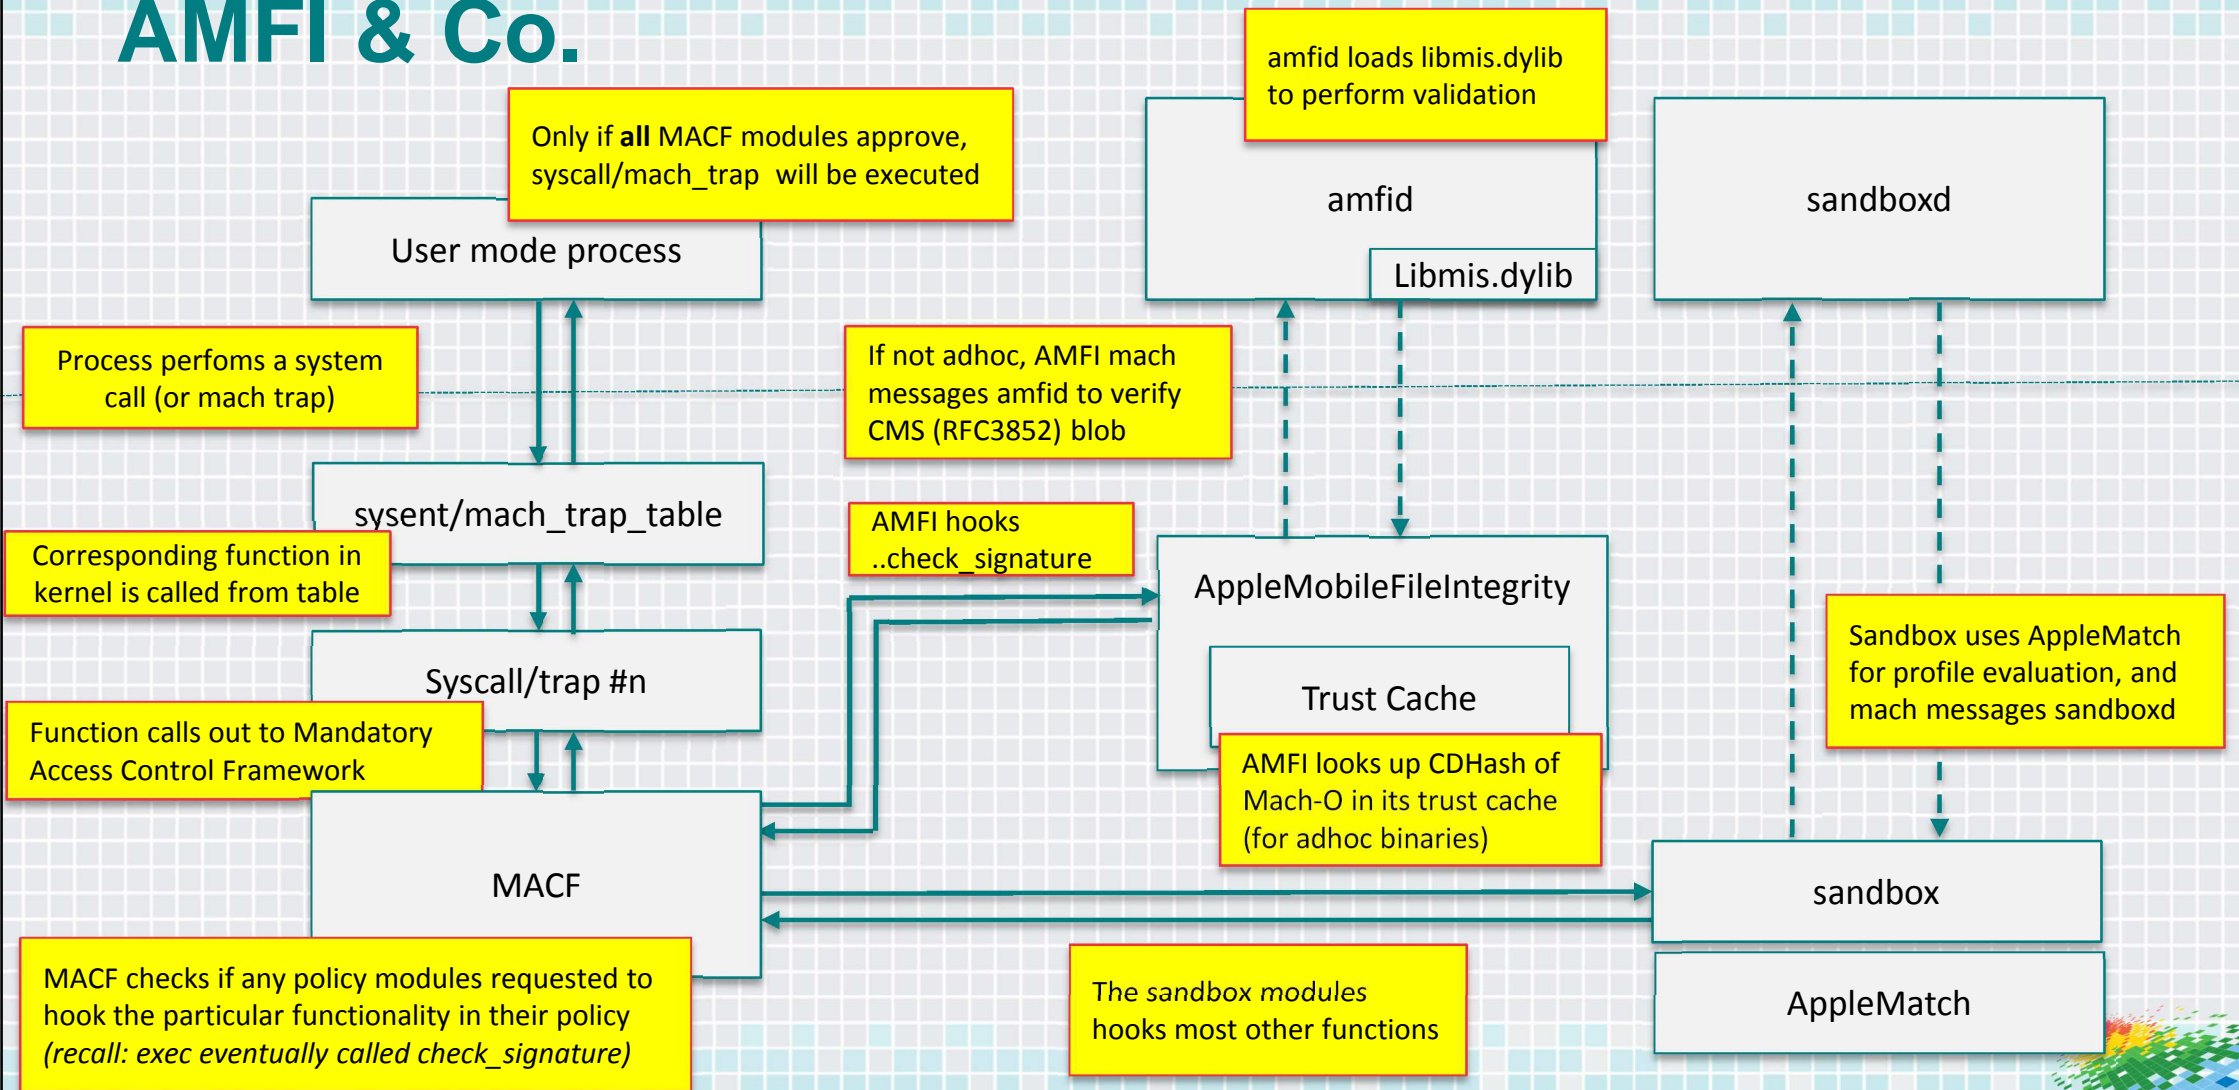 AMFI & Co.
amfid loads libmis.dylib
to perform validation
Only if all MACF modules approve,
syscall/mach_trap will be executed
User mode process
amfid
Libmis.dylib
sandboxd
Process perfoms a system
call (or mach trap)
If not adhoc, AMFI mach
messages amfid to verify
CMS (RFC3852) blob
sysent/mach_trap_table
AMFI hooks
..check_signature
Corresponding function in
kernel is called from table
AppleMobileFileIntegrity
Syscall/trap #n
Trust Cache
Sandbox uses AppleMatch
for profile evaluation, and
mach messages sandboxd
Function calls out to Mandatory
Access Control Framework
AMFI looks up CDHash of
Mach-O in its trust cache
(for adhoc binaries)
MACF
sandbox
MACF checks if any policy modules requested to
hook the particular functionality in their policy
(recall: exec eventually called check_signature)
The sandbox modules
hooks most other functions
AppleMatch